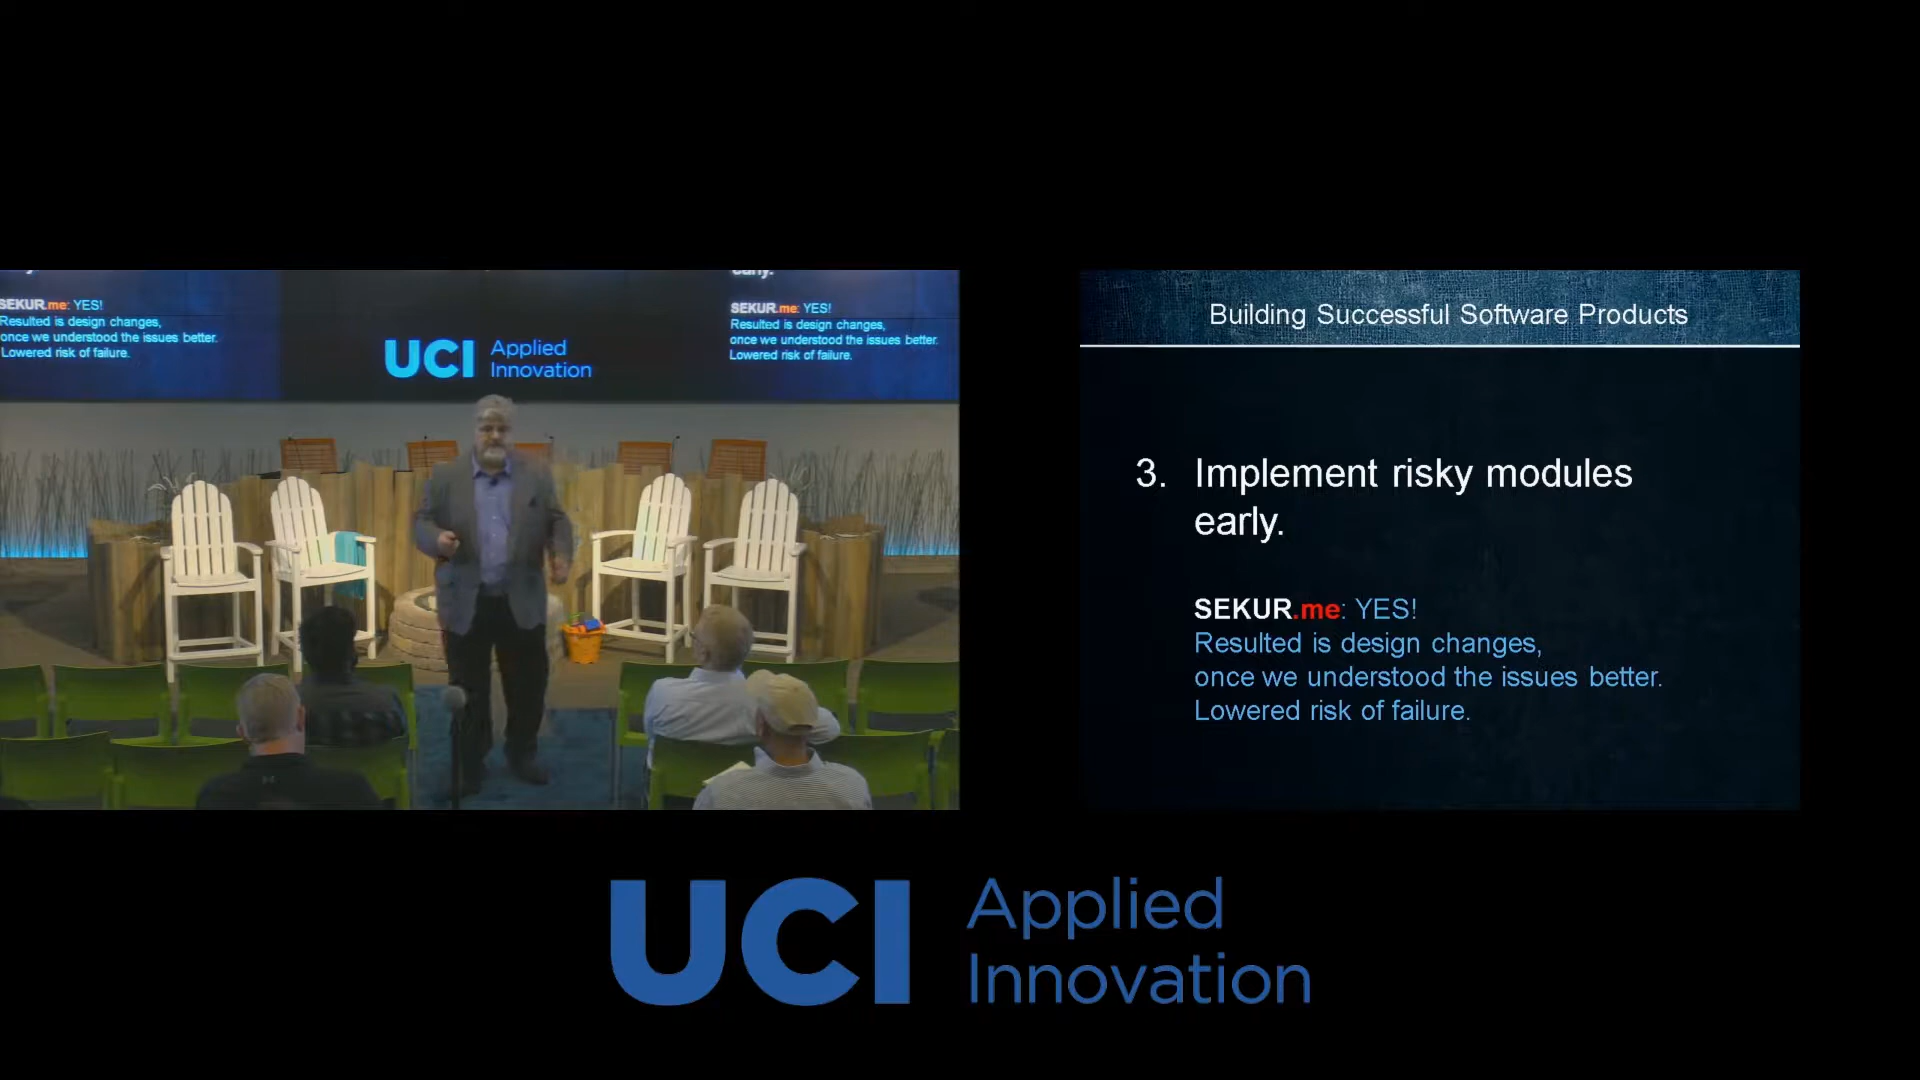 early.
SEKUR.me: YES!
Resulted is design changes,
once we understood the issues better.
Lowered risk of failure.
UCI Applied
Innovation
early.
SEKUR.me: YES!
Resulted is design changes,
once we understood the issues better.
Lowered risk of failure.
Building Successful Software Products
3. Implement risky modules
early.
SEKUR.me: YES!
Resulted is design changes,
once we understood the issues better.
Lowered risk of failure.
UCI Applied
Innovation